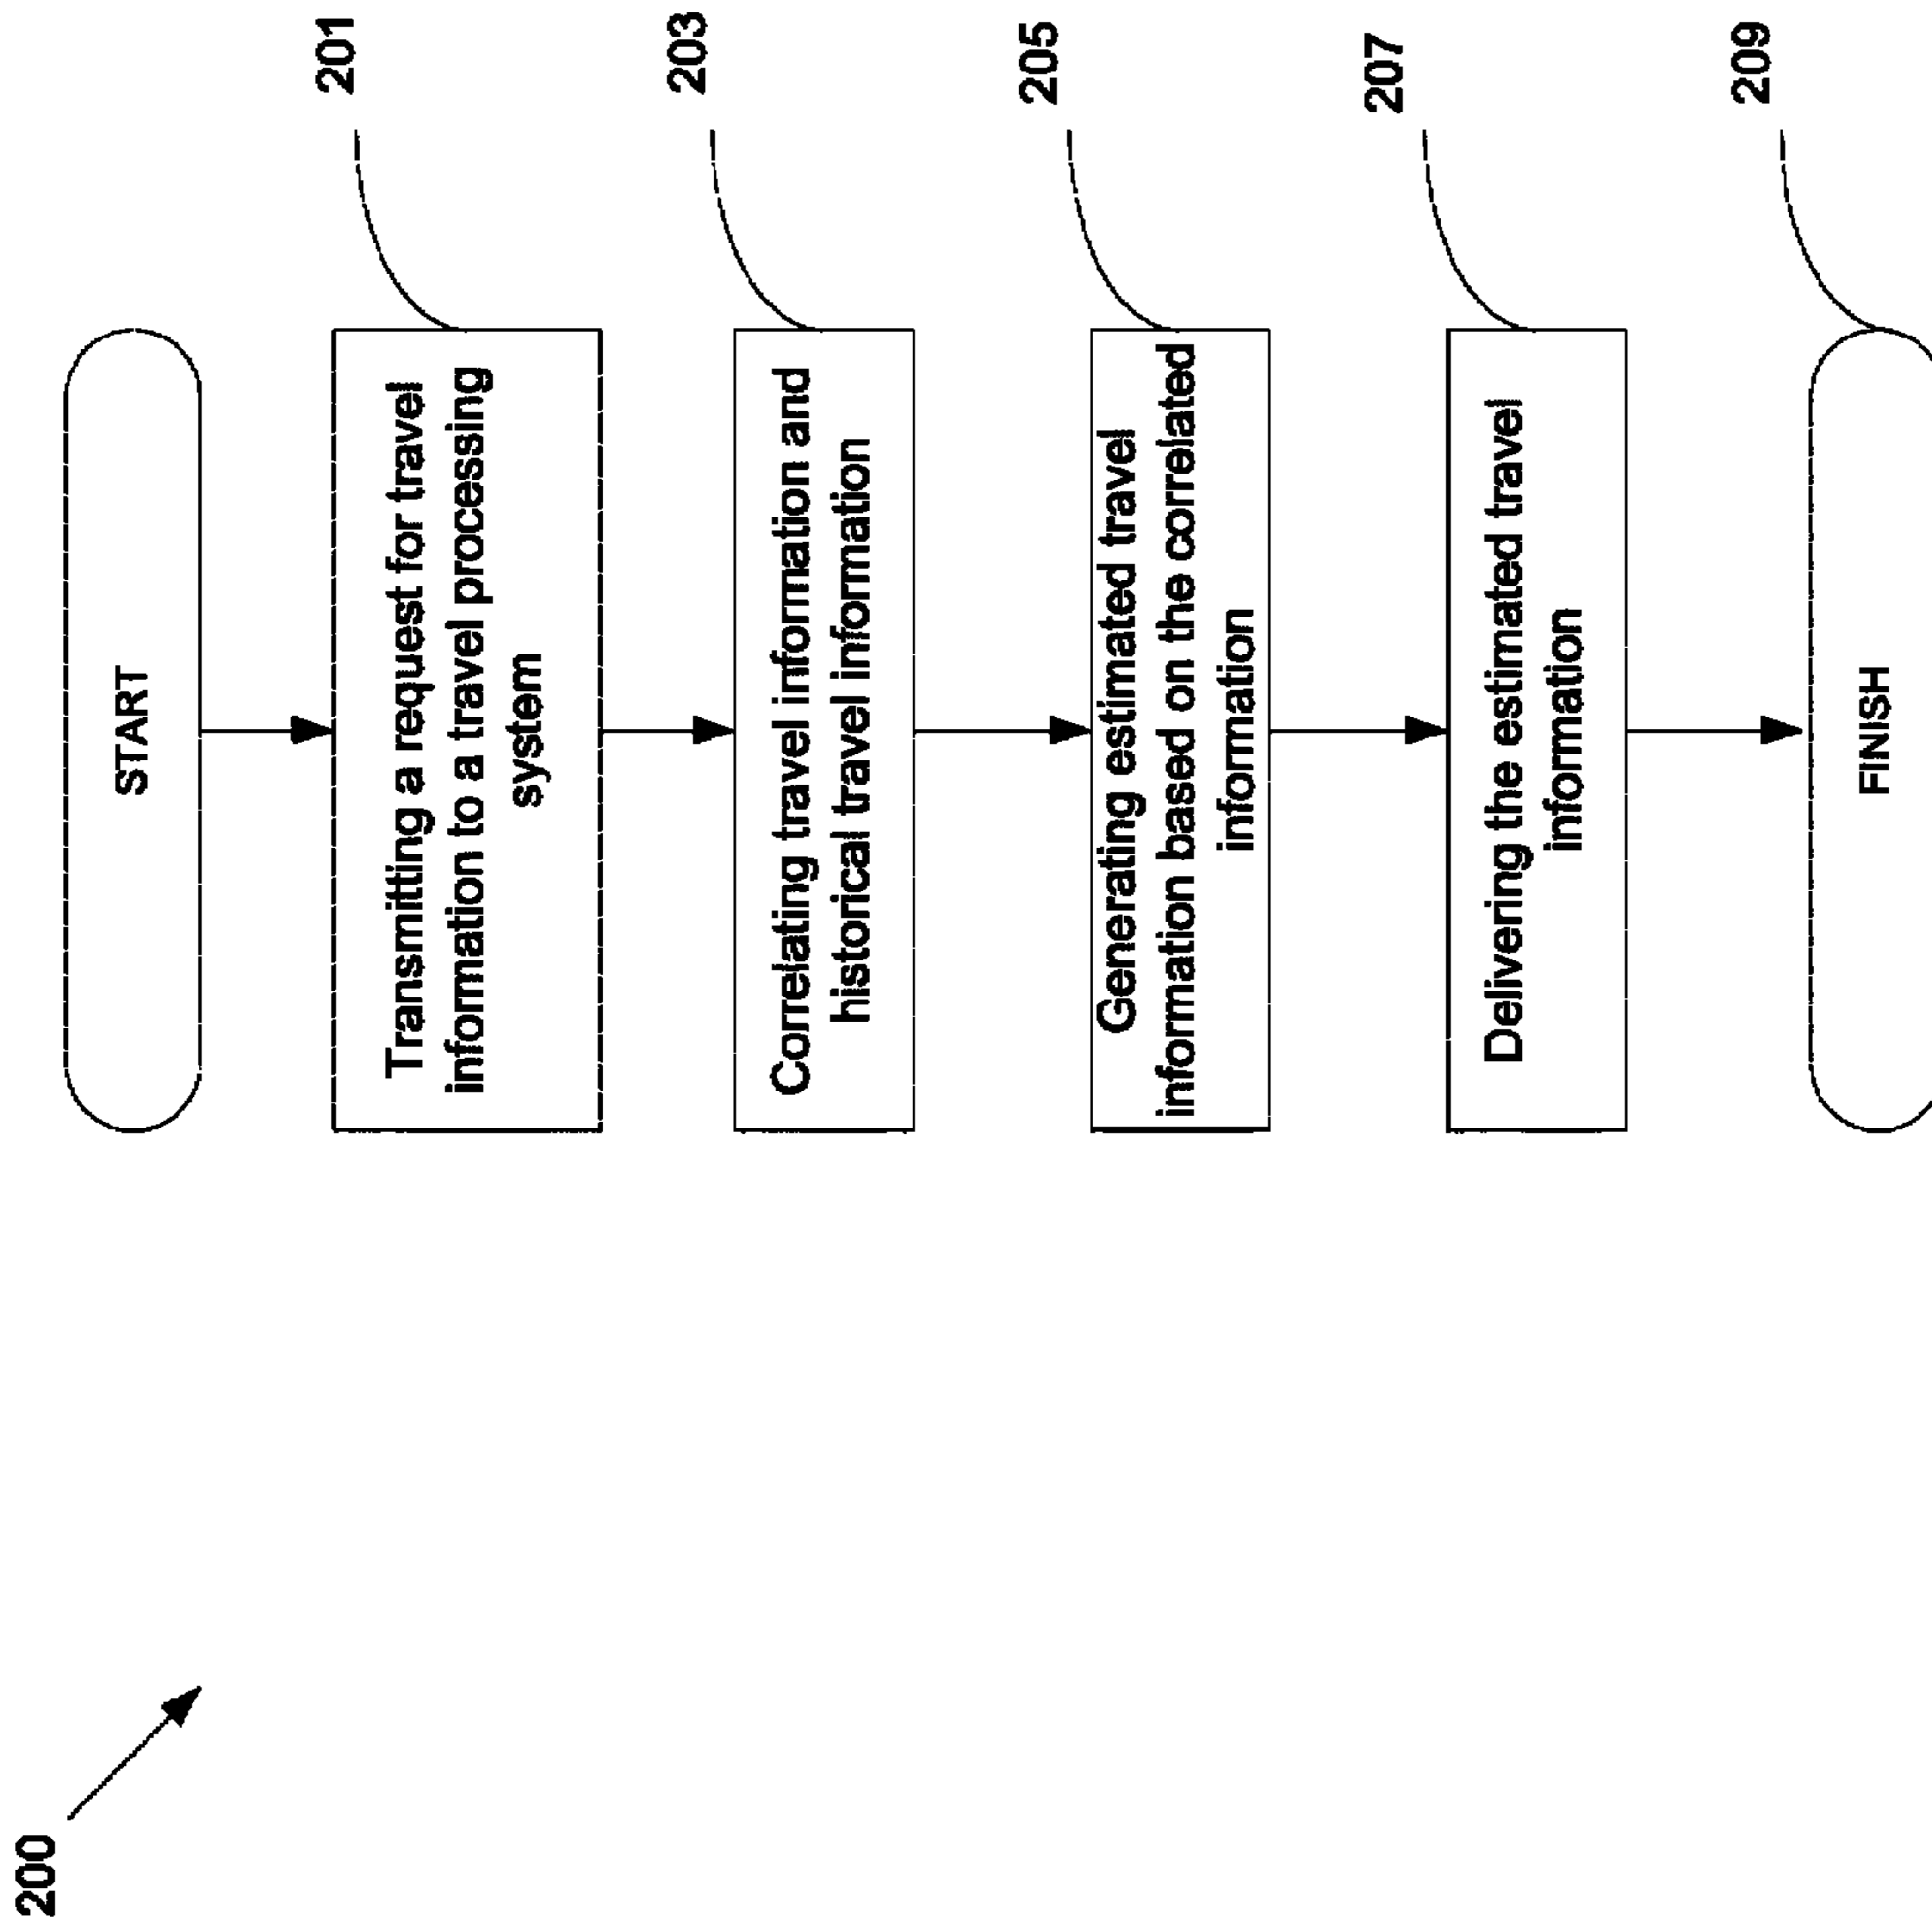 200
START
201
Transmitting a request for travel
information to a travel processing
system
203
Correlating travel information and
historical travel information
205
Generating estimated travel
information based on the correlated
information
207
Delivering the estimated travel
information
209
FINISH